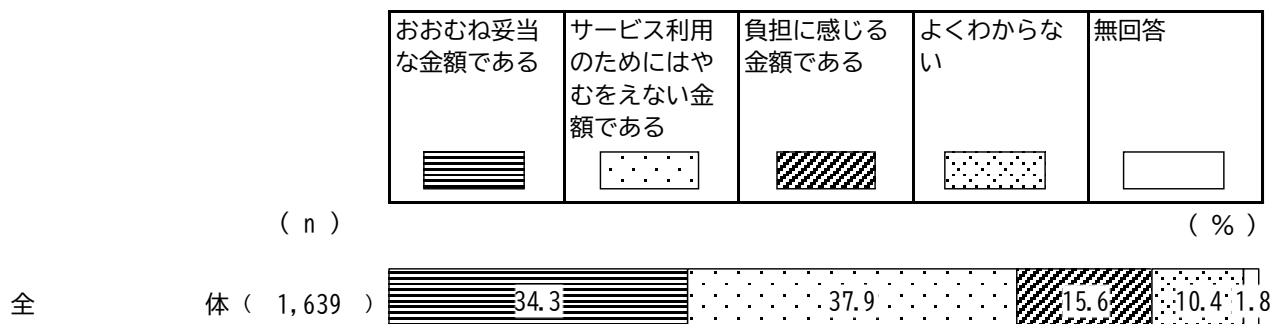 おおむね妥当
な金額である
サービス利用
のためにはや
むをえない金
額である
負担に感じる
金額である
よくわからな
い
無回答
( n )
( % )
全 体 ( 1,639 ) 34.3 37.9 15.6 10.4 1.8